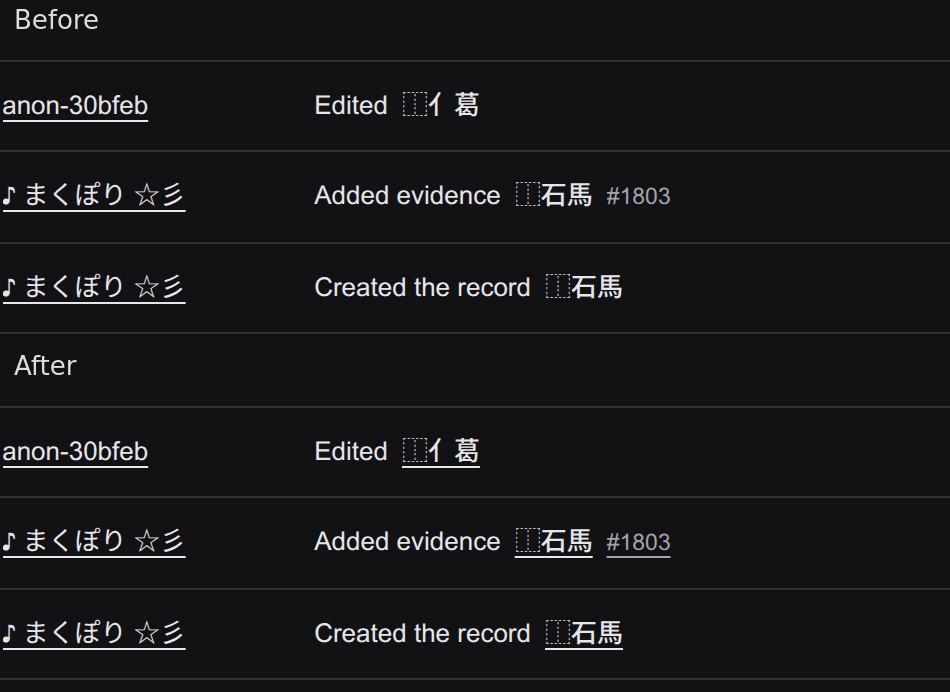 Before
anon-30bfeb Edited ⿰亻葛
♪ まくぽり ☆彡 Added evidence ⿰石馬 #1803
♪ まくぽり ☆彡 Created the record ⿰石馬
After
anon-30bfeb Edited ⿰亻葛
♪ まくぽり ☆彡 Added evidence ⿰石馬 #1803
♪ まくぽり ☆彡 Created the record ⿰石馬